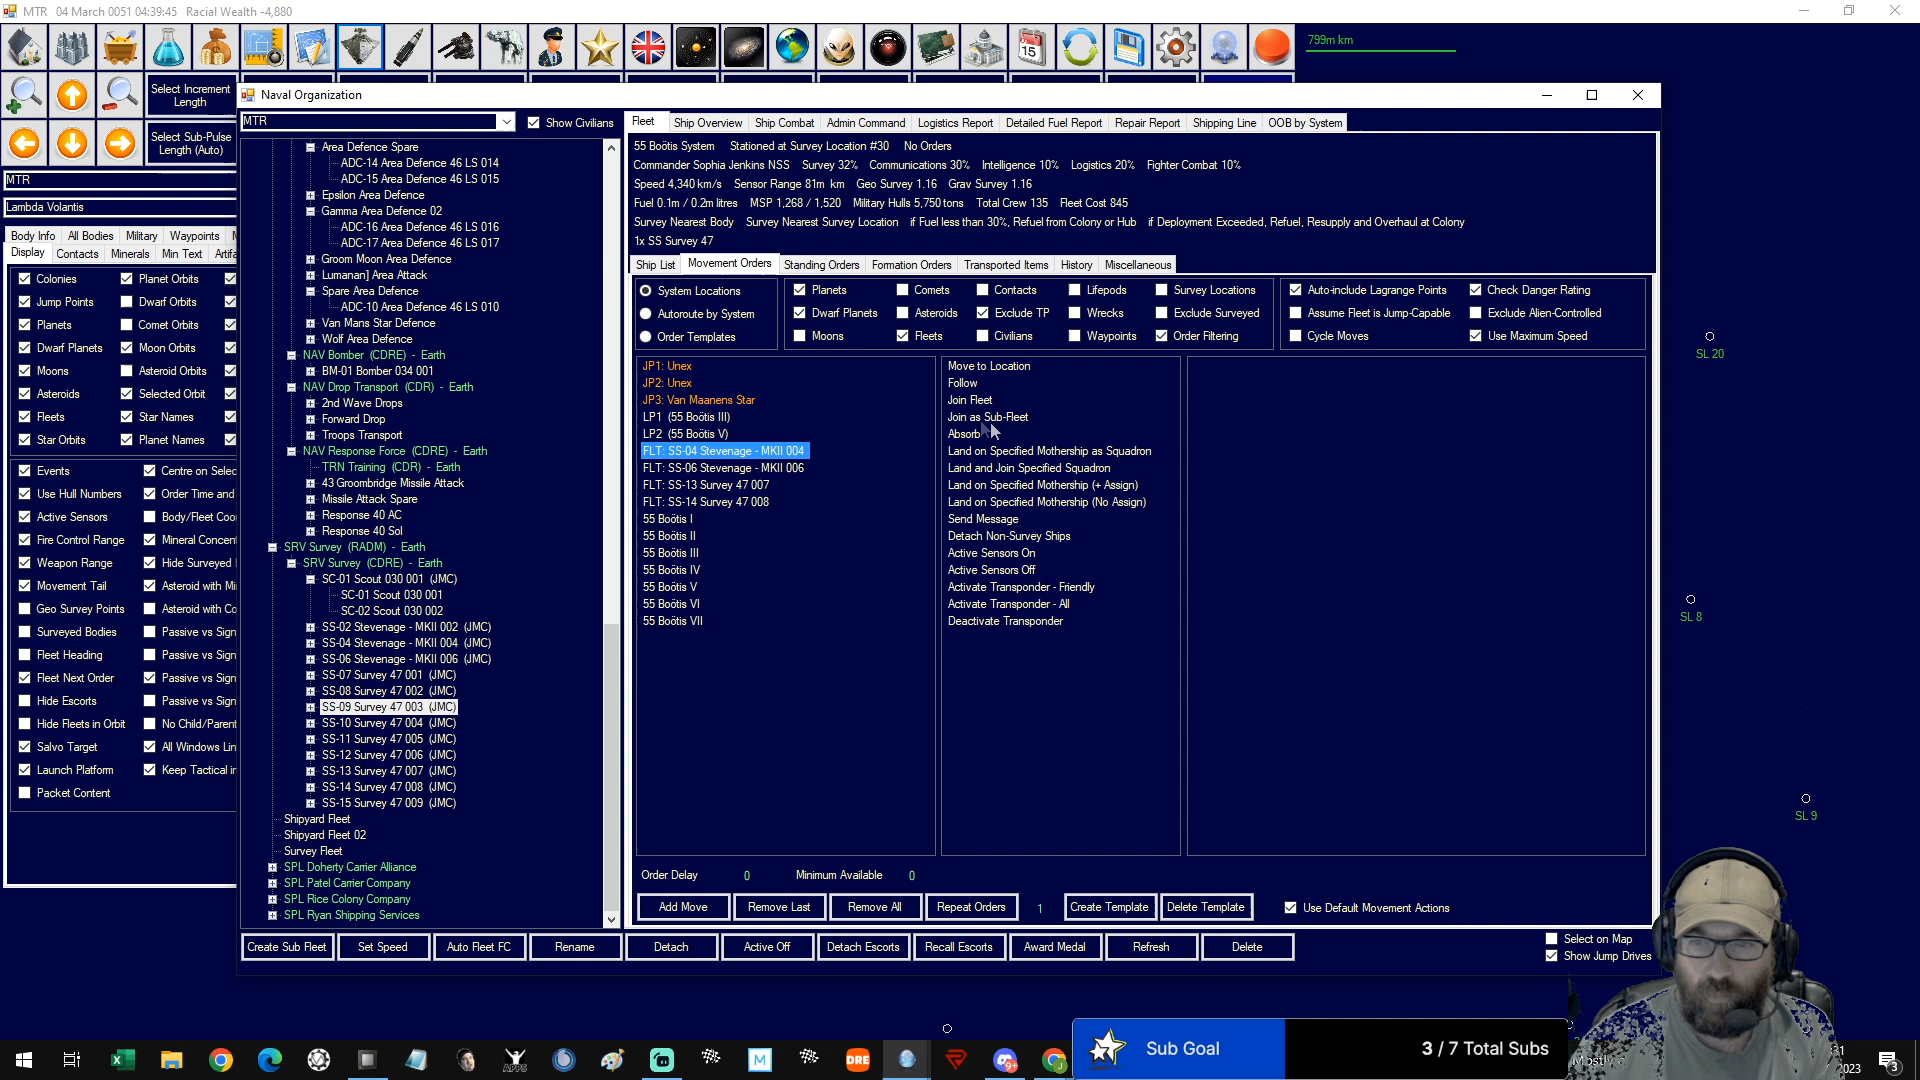 MTR 04 March 0051 04:39:45 Racial Wealth -4,880
799m km
Select Increment Length
Select Sub-Pulse Length (Auto)
MTR
Lambda Volantis
Body Info All Bodies Military Waypoints
Display Contacts Minerals Min Text
Colonies Planet Orbits
Jump Points Dwarf Orbits
Planets Comet Orbits
Dwarf Planets Moon Orbits
Moons Asteroid Orbits
Asteroids Selected Orbit
Fleets Star Names
Star Orbits Planet Names
Events Centre on Selec
Use Hull Numbers Order Time and
Active Sensors Body/Fleet Coo
Fire Control Range Mineral Concen
Weapon Range Hide Surveyed
Movement Tail Asteroid with Mi
Geo Survey Points Asteroid with Co
Surveyed Bodies Passive vs Sign
Fleet Heading Passive vs Sign
Fleet Next Order Passive vs Sign
Hide Escorts Passive vs Sign
Hide Fleets in Orbit No Child/Parent
Salvo Target All Windows Lin
Launch Platform Keep Tactical in
Packet Content
Naval Organization
MTR Show Civilians
Area Defence Spare
ADC-14 Area Defence 46 LS 014
ADC-15 Area Defence 46 LS 015
Epsilon Area Defence
Gamma Area Defence 02
ADC-16 Area Defence 46 LS 016
ADC-17 Area Defence 46 LS 017
Groom Moon Area Defence
Lumanan] Area Attack
Spare Area Defence
ADC-10 Area Defence 46 LS 010
Van Mans Star Defence
Wolf Area Defence
NAV Bomber (CDRE) - Earth
BM-01 Bomber 034 001
NAV Drop Transport (CDR) - Earth
2nd Wave Drops
Forward Drop
Troops Transport
NAV Response Force (CDRE) - Earth
TRN Training (CDR) - Earth
43 Groombridge Missile Attack
Missile Attack Spare
Response 40 AC
Response 40 Sol
SRV Survey (RADM) - Earth
SRV Survey (CDRE) - Earth
SC-01 Scout 030 001 (JMC)
SC-01 Scout 030 001
SC-02 Scout 030 002
SS-02 Stevenage - MKII 002 (JMC)
SS-04 Stevenage - MKII 004 (JMC)
SS-06 Stevenage - MKII 006 (JMC)
SS-07 Survey 47 001 (JMC)
SS-08 Survey 47 002 (JMC)
SS-09 Survey 47 003 (JMC)
SS-10 Survey 47 004 (JMC)
SS-11 Survey 47 005 (JMC)
SS-12 Survey 47 006 (JMC)
SS-13 Survey 47 007 (JMC)
SS-14 Survey 47 008 (JMC)
SS-15 Survey 47 009 (JMC)
Shipyard Fleet
Shipyard Fleet 02
Survey Fleet
SPL Doherty Carrier Alliance
SPL Patel Carrier Company
SPL Rice Colony Company
SPL Ryan Shipping Services
Fleet Ship Overview Ship Combat Admin Command Logistics Report Detailed Fuel Report Repair Report Shipping Line OOB by System
55 Boötis System Stationed at Survey Location #30 No Orders
Commander Sophia Jenkins NSS Survey 32% Communications 30% Intelligence 10% Logistics 20% Fighter Combat 10%
Speed 4,340 km/s Sensor Range 81m km Geo Survey 1.16 Grav Survey 1.16
Fuel 0.1m / 0.2m litres MSP 1,268 / 1,520 Military Hulls 5,750 tons Total Crew 135 Fleet Cost 845
Survey Nearest Body Survey Nearest Survey Location if Fuel less than 30%, Refuel from Colony or Hub if Deployment Exceeded, Refuel, Resupply and Overhaul at Colony
1x SS Survey 47
Ship List Movement Orders Standing Orders Formation Orders Transported Items History Miscellaneous
System Locations Planets Comets Contacts Lifepods Survey Locations Auto-include Lagrange Points Check Danger Rating
Autoroute by System Dwarf Planets Asteroids Exclude TP Wrecks Exclude Surveyed Assume Fleet is Jump-Capable Exclude Alien-Controlled
Order Templates Moons Fleets Civilians Waypoints Order Filtering Cycle Moves Use Maximum Speed
JP1: Unex
JP2: Unex
JP3: Van Maanens Star
LP1 (55 Boötis III)
LP2 (55 Boötis V)
FLT: SS-04 Stevenage - MKII 004
FLT: SS-06 Stevenage - MKII 006
FLT: SS-13 Survey 47 007
FLT: SS-14 Survey 47 008
55 Boötis I
55 Boötis II
55 Boötis III
55 Boötis IV
55 Boötis V
55 Boötis VI
55 Boötis VII
Move to Location
Follow
Join Fleet
Join as Sub-Fleet
Absorb
Land on Specified Mothership as Squadron
Land and Join Specified Squadron
Land on Specified Mothership (+ Assign)
Land on Specified Mothership (No Assign)
Send Message
Detach Non-Survey Ships
Active Sensors On
Active Sensors Off
Activate Transponder - Friendly
Activate Transponder - All
Deactivate Transponder
Order Delay 0 Minimum Available 0
Add Move Remove Last Remove All Repeat Orders 1 Create Template Delete Template Use Default Movement Actions
Create Sub Fleet Set Speed Auto Fleet FC Rename Detach Active Off Detach Escorts Recall Escorts Award Medal Refresh Delete
Select on Map
Show Jump Drives
SL 20
SL 8
SL 9
Sub Goal 3 / 7 Total Subs